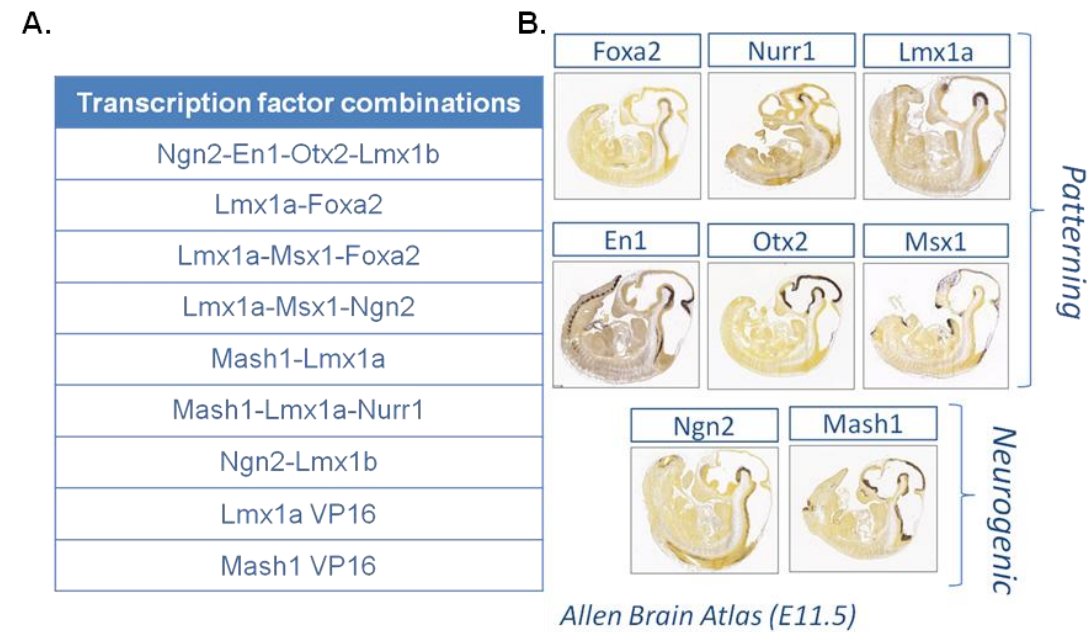 A.
Transcription factor combinations
Ngn2-En1-Otx2-Lmx1b
Lmx1a-Foxa2
Lmx1a-Msx1-Foxa2
Lmx1a-Msx1-Ngn2
Mash1-Lmx1a
Mash1-Lmx1a-Nurr1
Ngn2-Lmx1b
Lmx1a VP16
Mash1 VP16
B.
Foxa2
Nurr1
Lmx1a
En1
Otx2
Msx1
Patterning
Ngn2
Mash1
Neurogenic
Allen Brain Atlas (E11.5)